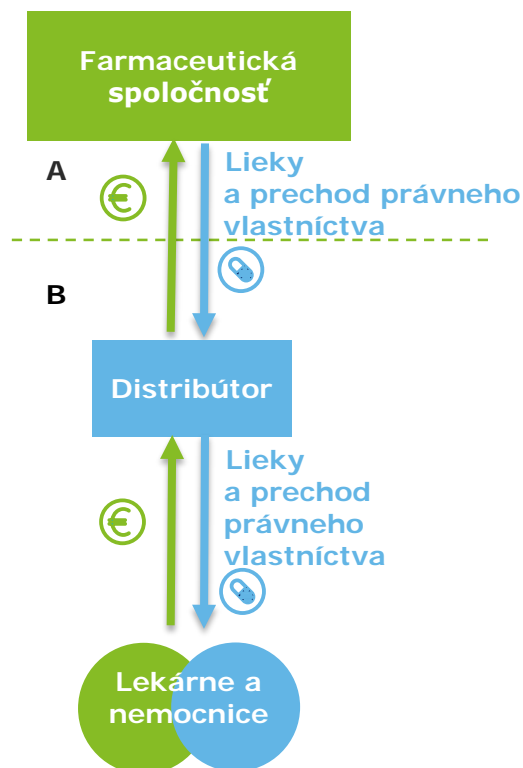 Farmaceutická
spoločnosť
A
€
Lieky
a prechod právneho
vlastníctva
B
Distribútor
€
Lieky
a prechod
právneho
vlastníctva
Lekárne a
nemocnice